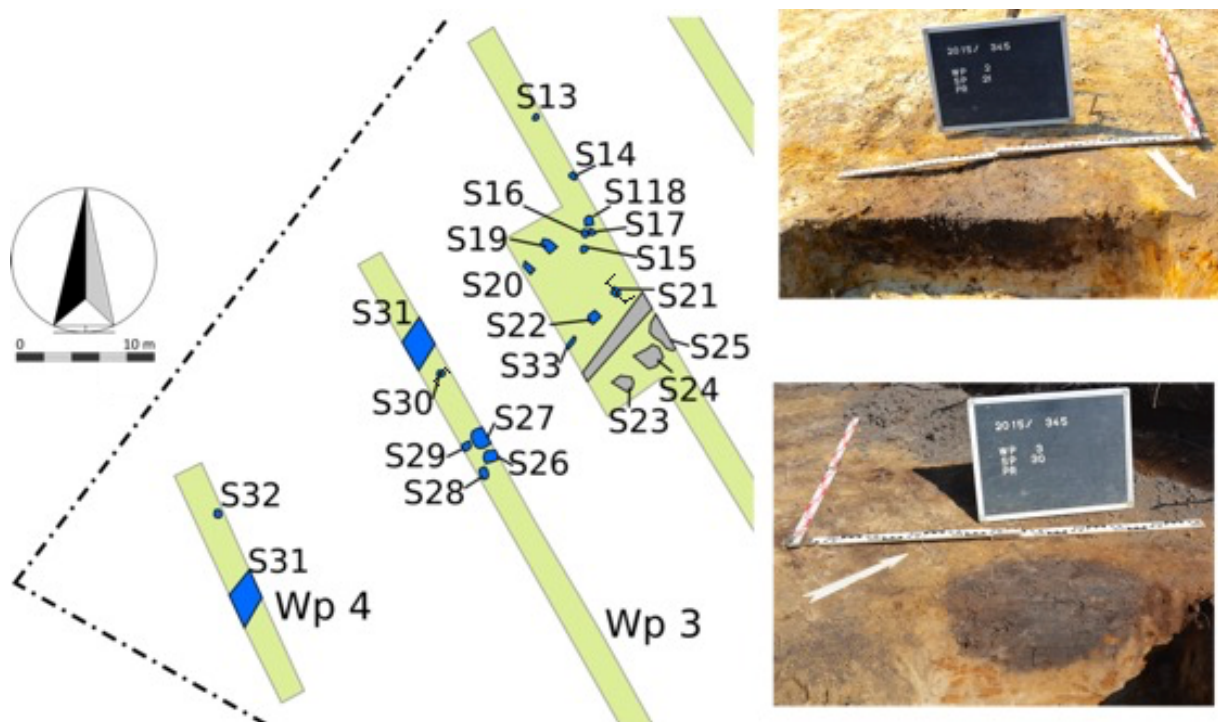 S13
S14
S16
S118
S17
S19
S15
S20
S21
S22
S31
S25
S33
S24
S30
S23
S27
S29
S26
S28
S32
S31
Wp 4
Wp 3
0
10 m
2015/ 345
WP 2
SP 21
PR
2015/ 345
WP 3
SP 30
PR